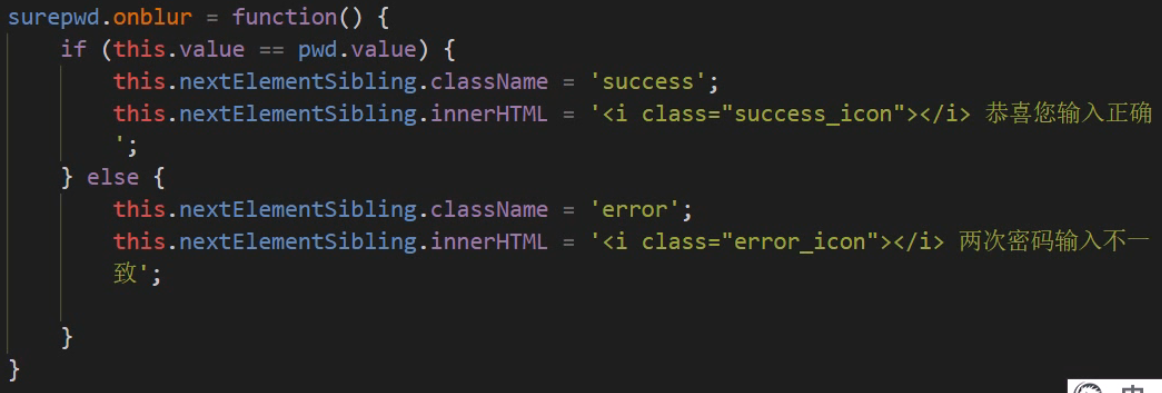 surepwd.onblur = function() {
    if (this.value == pwd.value) {
        this.nextElementSibling.className = 'success';
        this.nextElementSibling.innerHTML = '<i class="success_icon"></i> 恭喜您输入正确
        ';
    } else {
        this.nextElementSibling.className = 'error';
        this.nextElementSibling.innerHTML = '<i class="error_icon"></i> 两次密码输入不一
        致';
    }
}